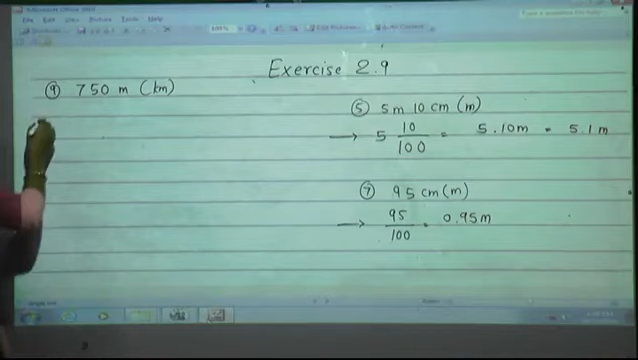 Exercise 2.9
⑨ 750 m (km)
⑤ 5m 10 cm (m)
→ 5 10/100 = 5.10m = 5.1 m
⑦ 95 cm (m)
→ 95/100 = 0.95m